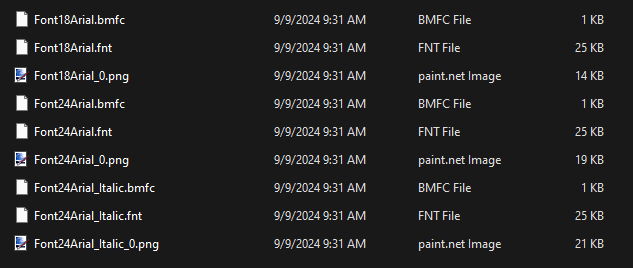 Font18Arial.bmfc 9/9/2024 9:31 AM BMFC File 1 KB
Font18Arial.fnt 9/9/2024 9:31 AM FNT File 25 KB
Font18Arial_0.png 9/9/2024 9:31 AM paint.net Image 14 KB
Font24Arial.bmfc 9/9/2024 9:31 AM BMFC File 1 KB
Font24Arial.fnt 9/9/2024 9:31 AM FNT File 25 KB
Font24Arial_0.png 9/9/2024 9:31 AM paint.net Image 19 KB
Font24Arial_Italic.bmfc 9/9/2024 9:31 AM BMFC File 1 KB
Font24Arial_Italic.fnt 9/9/2024 9:31 AM FNT File 25 KB
Font24Arial_Italic_0.png 9/9/2024 9:31 AM paint.net Image 21 KB